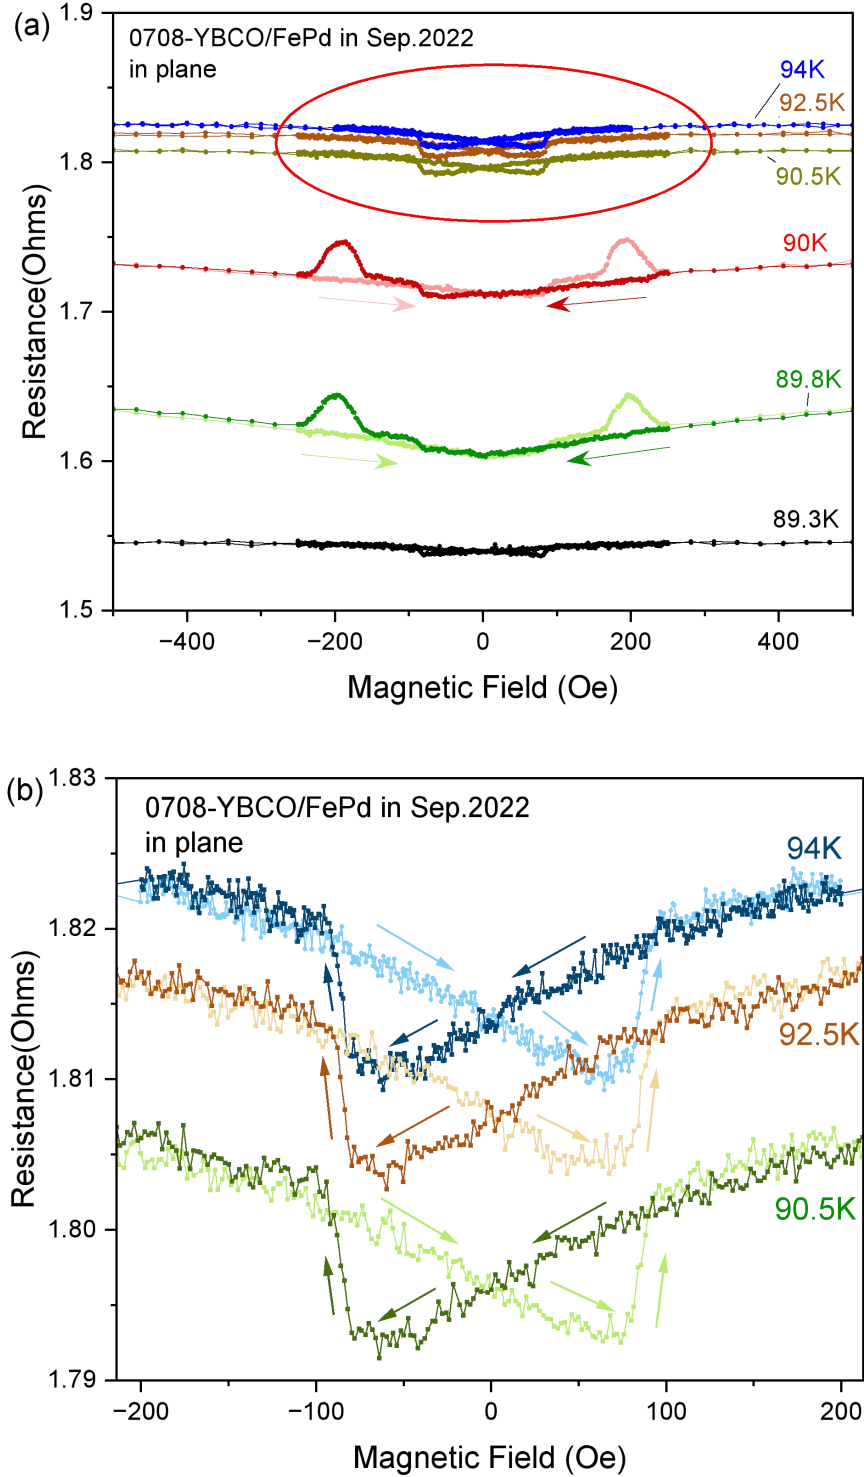 (a)
0708-YBCO/FePd in Sep.2022
in plane
94K
92.5K
90.5K
90K
89.8K
89.3K
Resistance(Ohms)
1.9
1.8
1.7
1.6
1.5
−400
−200
0
200
400
Magnetic Field (Oe)
(b)
0708-YBCO/FePd in Sep.2022
in plane
94K
92.5K
90.5K
Resistance(Ohms)
1.83
1.82
1.81
1.80
1.79
−200
−100
0
100
200
Magnetic Field (Oe)